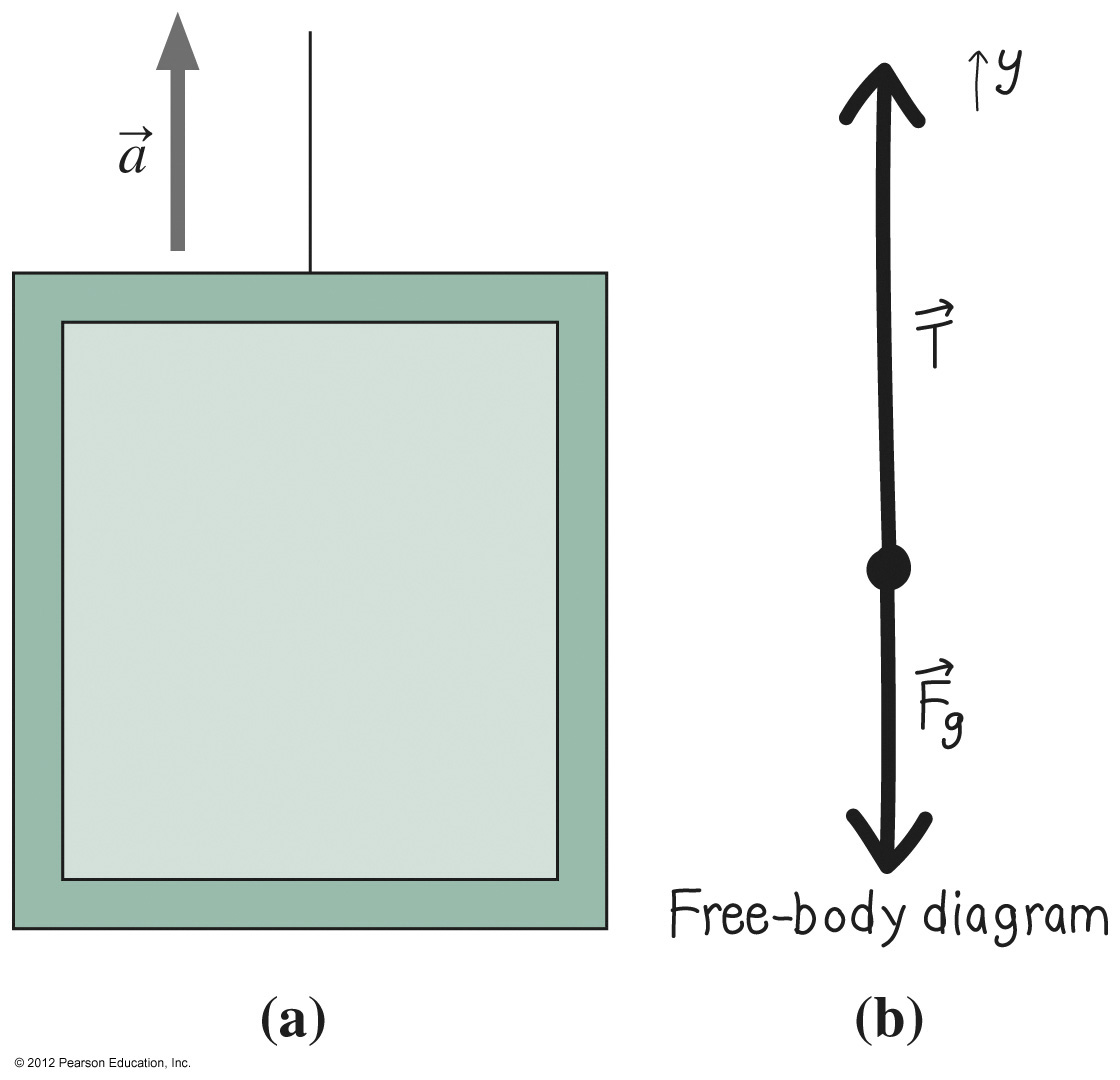 a⃗
y
T⃗
F⃗g
Free-body diagram
(a)
(b)
© 2012 Pearson Education, Inc.